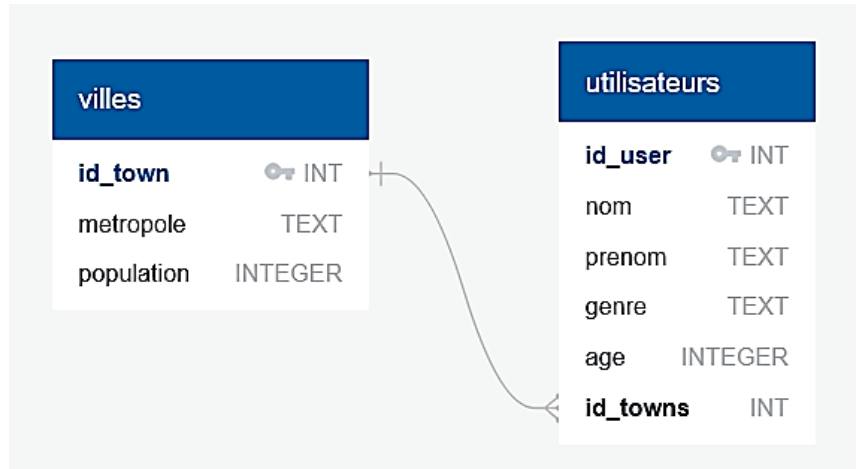 villes
id_town INT
metropole TEXT
population INTEGER
utilisateurs
id_user INT
nom TEXT
prenom TEXT
genre TEXT
age INTEGER
id_towns INT